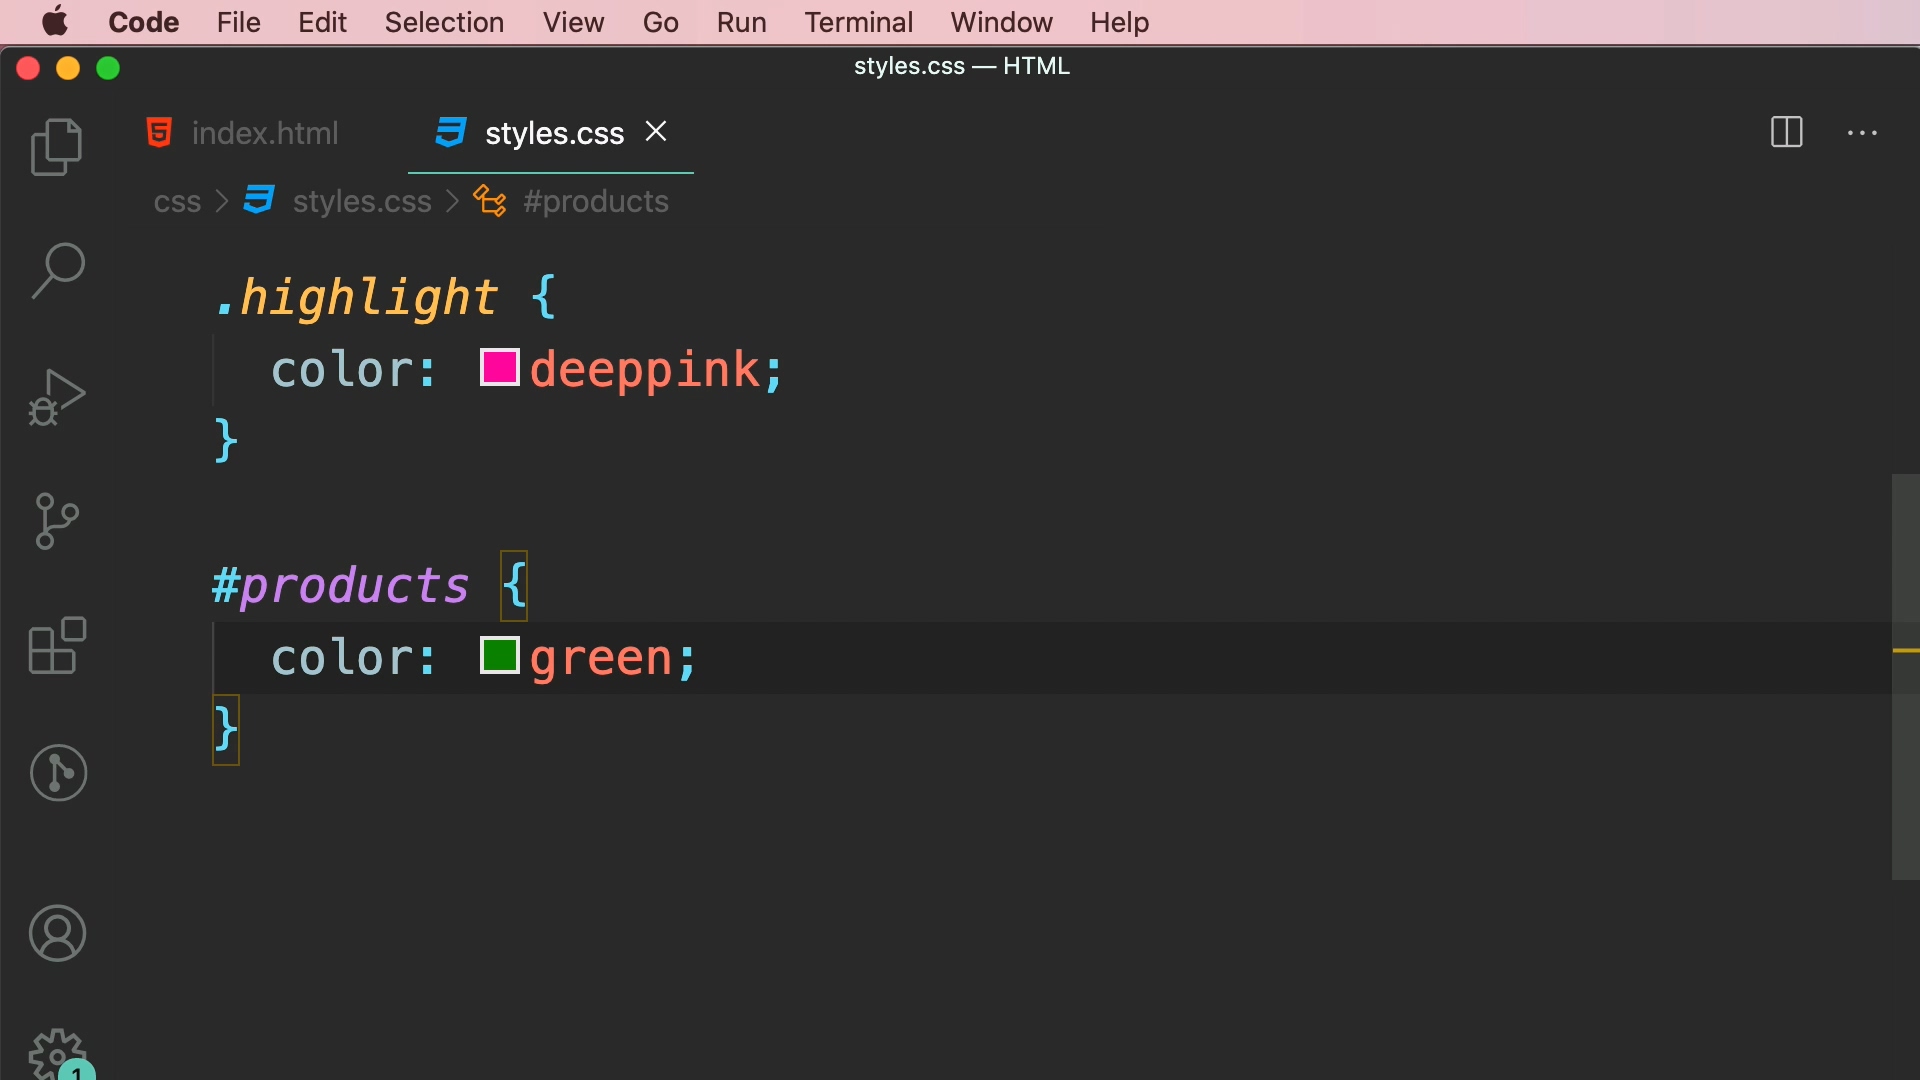 Code File Edit Selection View Go Run Terminal Window Help
styles.css — HTML
index.html styles.css
css > styles.css > #products
.highlight {
color: deeppink;
}
#products {
color: green;
}
1